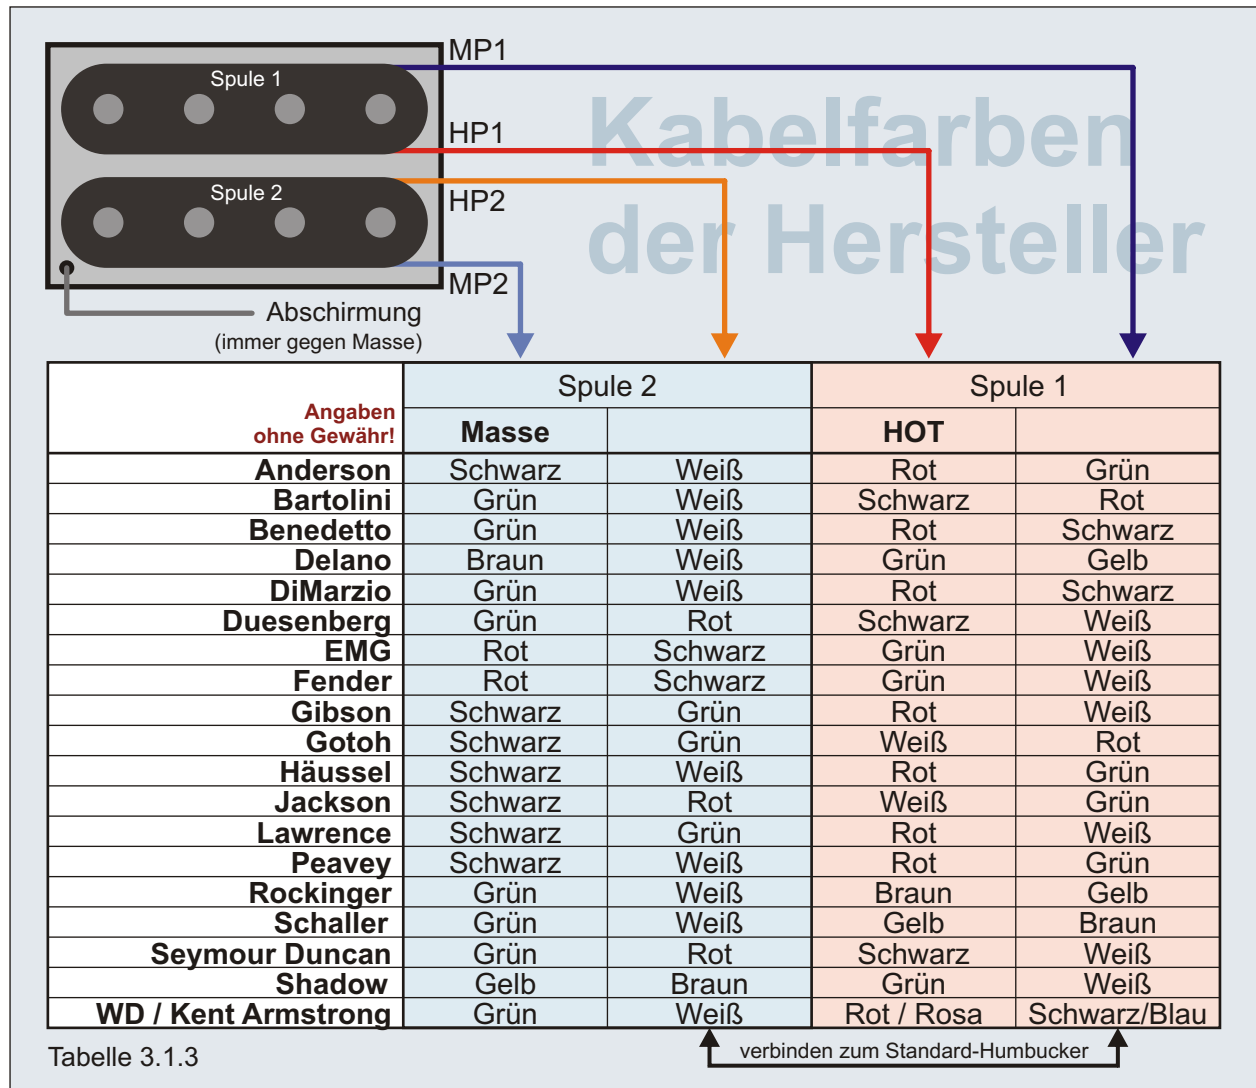 Kabelfarben
der Hersteller
MP1
Spule 1
HP1
Spule 2
HP2
MP2
Abschirmung
(immer gegen Masse)
Spule 2 Spule 1
Angaben
ohne Gewähr! Masse HOT
Anderson Schwarz Weiß Rot Grün
Bartolini Grün Weiß Schwarz Rot
Benedetto Grün Weiß Rot Schwarz
Delano Braun Weiß Grün Gelb
DiMarzio Grün Weiß Rot Schwarz
Duesenberg Grün Rot Schwarz Weiß
EMG Rot Schwarz Grün Weiß
Fender Rot Schwarz Grün Weiß
Gibson Schwarz Grün Rot Weiß
Gotoh Schwarz Grün Weiß Rot
Häussel Schwarz Weiß Rot Grün
Jackson Schwarz Rot Weiß Grün
Lawrence Schwarz Grün Rot Weiß
Peavey Schwarz Weiß Rot Grün
Rockinger Grün Weiß Braun Gelb
Schaller Grün Weiß Gelb Braun
Seymour Duncan Grün Rot Schwarz Weiß
Shadow Gelb Braun Grün Weiß
WD / Kent Armstrong Grün Weiß Rot / Rosa Schwarz/Blau
Tabelle 3.1.3 verbinden zum Standard-Humbucker